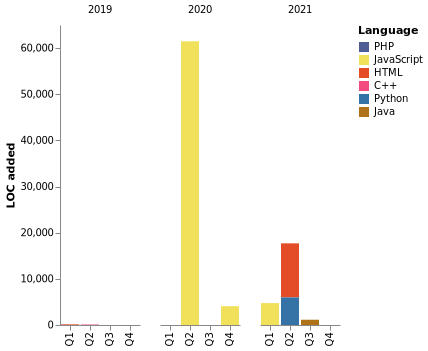 2019 2020 2021
Language
PHP
JavaScript
HTML
C++
Python
Java
LOC added
60,000
50,000
40,000
30,000
20,000
10,000
0
Q1 Q2 Q3 Q4 Q1 Q2 Q3 Q4 Q1 Q2 Q3 Q4